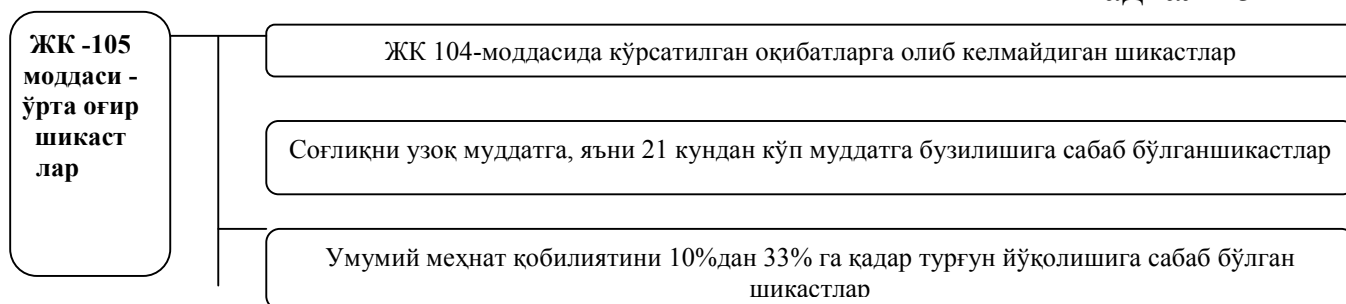 ЖК -105
моддаси -
ўрта оғир
шикаст
лар
ЖК 104-моддасида кўрсатилган оқибатларга олиб келмайдиган шикастлар
Соғлиқни узоқ муддатга, яъни 21 кундан кўп муддатга бузилишига сабаб бўлганшикастлар
Умумий меҳнат қобилиятини 10%дан 33% га қадар турғун йўқолишига сабаб бўлган
шикастлар